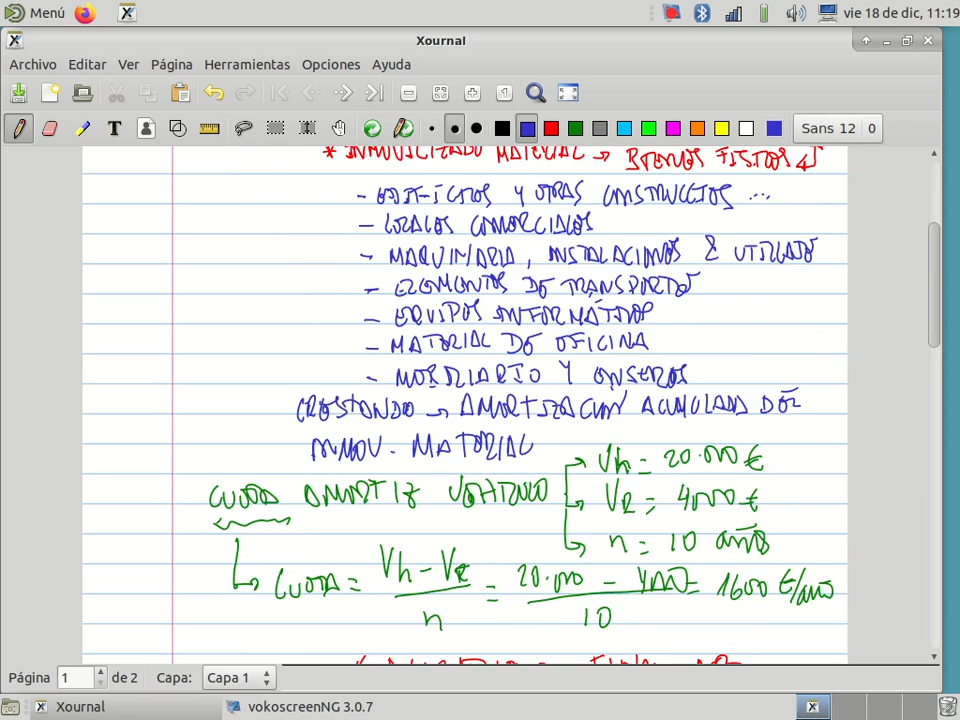 Menú vie 18 de dic, 11:19
Xournal
Archivo Editar Ver Página Herramientas Opciones Ayuda
Sans 12 0
* INMOVILIZADO MATERIAL → BIENES FÍSICOS
- EDIFICIOS Y OTRAS CONSTRUCCIOS ...
- LOCALES COMERCIALES
- MAQUINARIA, INSTALACIONES & UTILLAJE
- ELEMENTOS DE TRANSPORTE
- EQUIPOS INFORMÁTICOS
- MATERIAL DE OFICINA
- MOBILIARIO Y ENSERES
CRESTANDO → AMORTIZACIÓN ACUMULADA DEL
INMOV. MATERIAL
Vh = 20.000 €
CUOTA AMORTIZ VEHÍCULO VR = 4000 €
n = 10 años
CUOTA = Vh - VR / n = 20.000 - 4000 / 10 = 1600 €/año
Página 1 de 2 Capa: Capa 1
Xournal vokoscreenNG 3.0.7